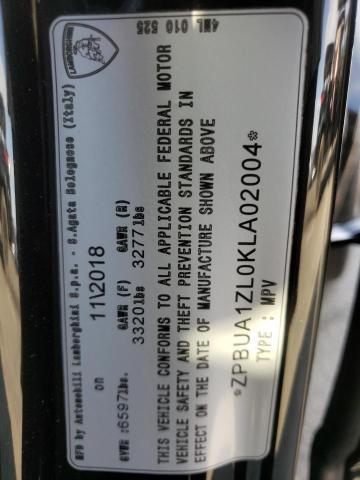 LAMBORGHINI
4ML 010 525
MFD by Automobili Lamborghini S.p.a. - S.Agata Bolognese (Italy)
on 11\2018
GAWR (F) GAWR (R)
GVWR :6597lbs. 3320lbs 3277lbs
THIS VEHICLE CONFORMS TO ALL APPLICABLE FEDERAL MOTOR
VEHICLE SAFETY AND THEFT PREVENTION STANDARDS IN
EFFECT ON THE DATE OF MANUFACTURE SHOWN ABOVE
*ZPBUA1ZL0KLA02004*
TYPE : MPV